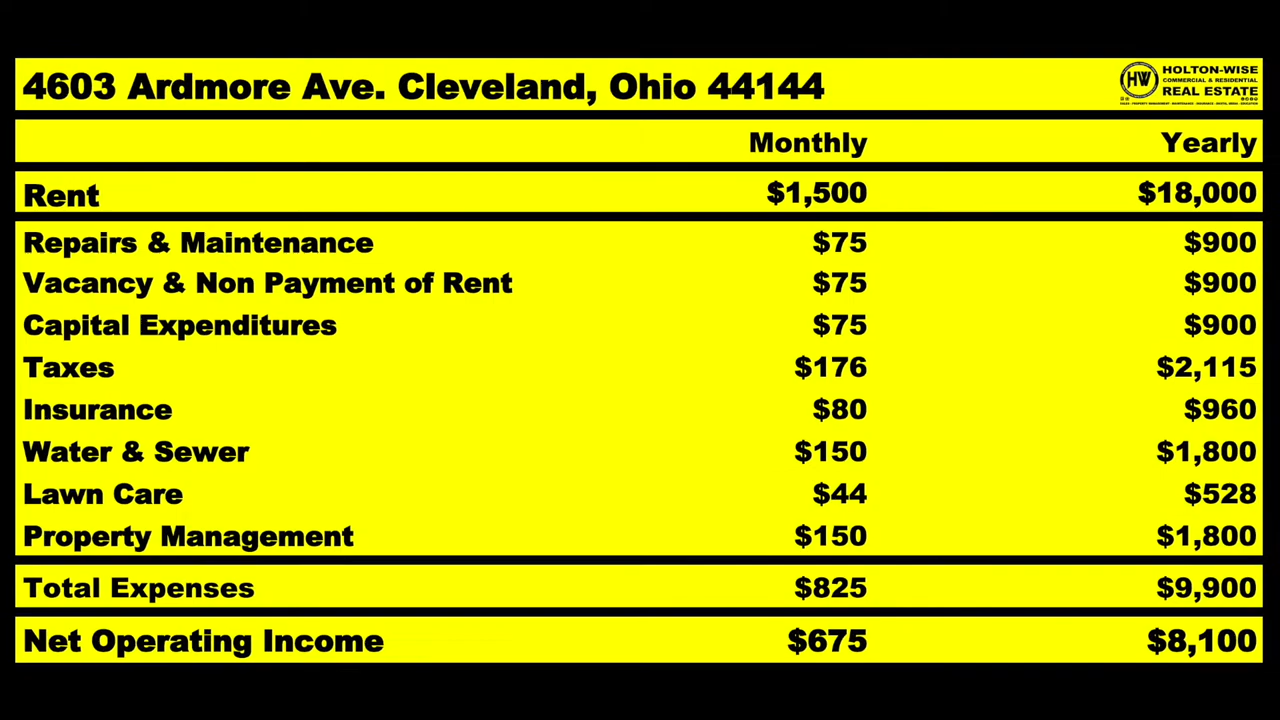 4603 Ardmore Ave. Cleveland, Ohio 44144
HW
HOLTON-WISE
COMMERCIAL & RESIDENTIAL
REAL ESTATE
Monthly Yearly
Rent $1,500 $18,000
Repairs & Maintenance $75 $900
Vacancy & Non Payment of Rent $75 $900
Capital Expenditures $75 $900
Taxes $176 $2,115
Insurance $80 $960
Water & Sewer $150 $1,800
Lawn Care $44 $528
Property Management $150 $1,800
Total Expenses $825 $9,900
Net Operating Income $675 $8,100